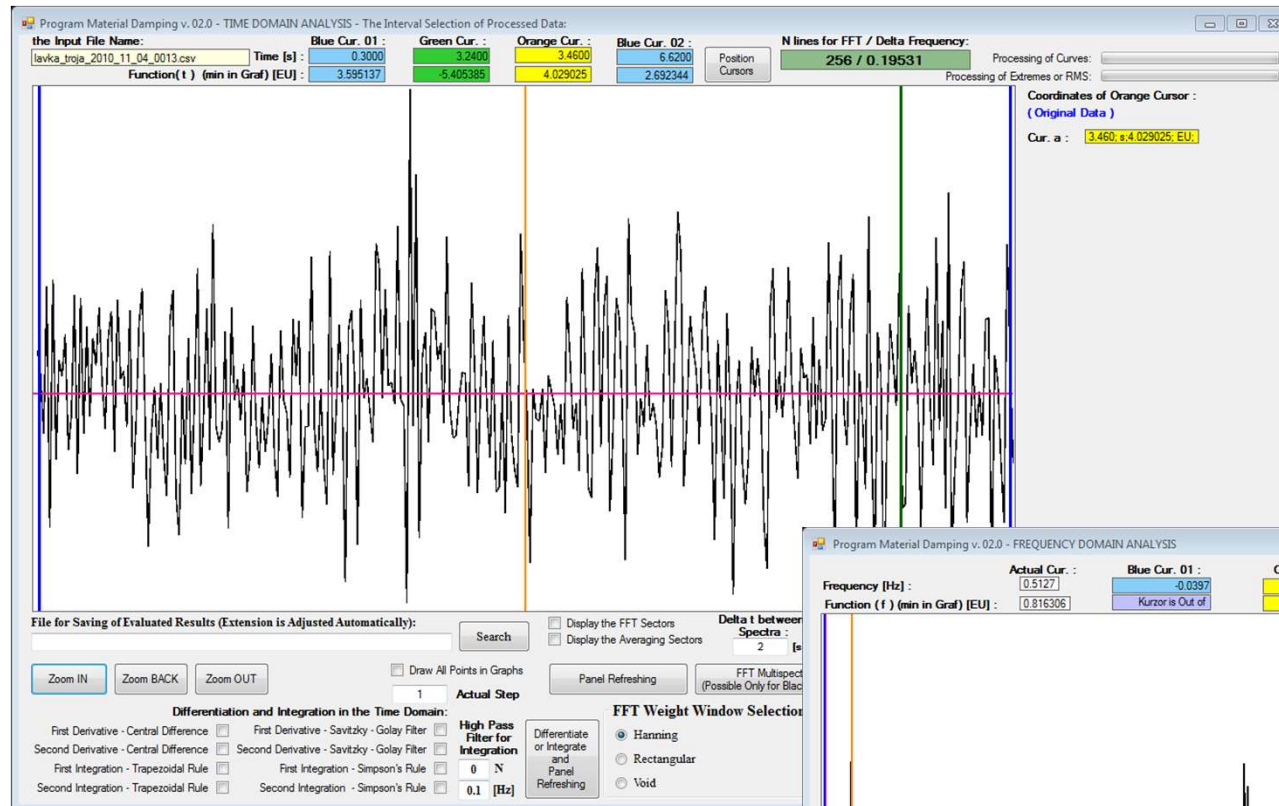 Program Material Damping v. 02.0 - TIME DOMAIN ANALYSIS - The Interval Selection of Processed Data:
the Input File Name: Blue Cur. 01 : Green Cur. : Orange Cur. : Blue Cur. 02 : N lines for FFT / Delta Frequency:
lavka_troja_2010_11_04_0013.csv Time [s] : 0.3000 3.2400 3.4600 6.6200 Position Cursors 256 / 0.19531 Processing of Curves:
Function( t ) (min in Graf) [EU] : 3.595137 -5.405385 4.029025 2.692344 Processing of Extremes or RMS:
Coordinates of Orange Cursor :
( Original Data )
Cur. a : 3.460; s;4.029025; EU;
File for Saving of Evaluated Results (Extension is Adjusted Automatically):
Search
Display the FFT Sectors
Display the Averaging Sectors
Delta t between
Spectra :
2 [s
Zoom IN Zoom BACK Zoom OUT
Draw All Points in Graphs
1 Actual Step
Panel Refreshing
FFT Multispect
(Possible Only for Blac
Differentiation and Integration in the Time Domain:
First Derivative - Central Difference First Derivative - Savitzky - Golay Filter
Second Derivative - Central Difference Second Derivative - Savitzky - Golay Filter
First Integration - Trapezoidal Rule First Integration - Simpson's Rule
Second Integration - Trapezoidal Rule Second Integration - Simpson's Rule
High Pass
Filter for
Integration
0 N
0.1 [Hz]
Differentiate
or Integrate
and
Panel
Refreshing
FFT Weight Window Selection
Hanning
Rectangular
Void
Program Material Damping v. 02.0 - FREQUENCY DOMAIN ANALYSIS
Actual Cur. : Blue Cur. 01 :
Frequency [Hz] : 0.5127 -0.0397
Function ( f ) (min in Graf) [EU] : 0.816306 Kurzor is Out of